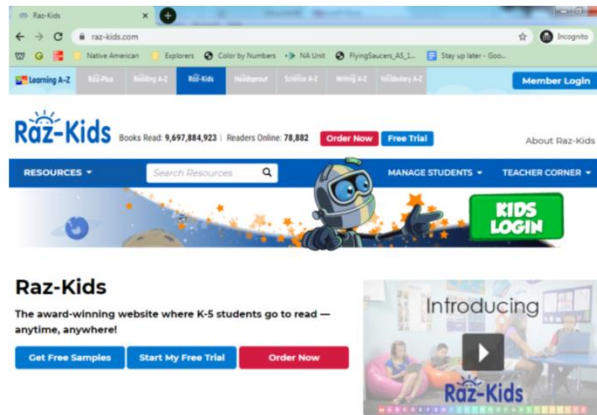 Raz-Kids
raz-kids.com
Incognito
Native American
Explorers
Color by Numbers
NA Unit
FlyingSaucers_AS_1...
Stay up later - Goo...
Learning A-Z
Raz-Plus
Reading A-Z
Raz-Kids
Headsprout
Science A-Z
Writing A-Z
Vocabulary A-Z
Member Login
Raz-Kids
Books Read: 9,697,884,923 | Readers Online: 78,882
Order Now
Free Trial
About Raz-Kids
RESOURCES
Search Resources
MANAGE STUDENTS
TEACHER CORNER
KIDS
LOGIN
Raz-Kids
The award-winning website where K-5 students go to read —
anytime, anywhere!
Get Free Samples
Start My Free Trial
Order Now
Introducing
Raz-Kids